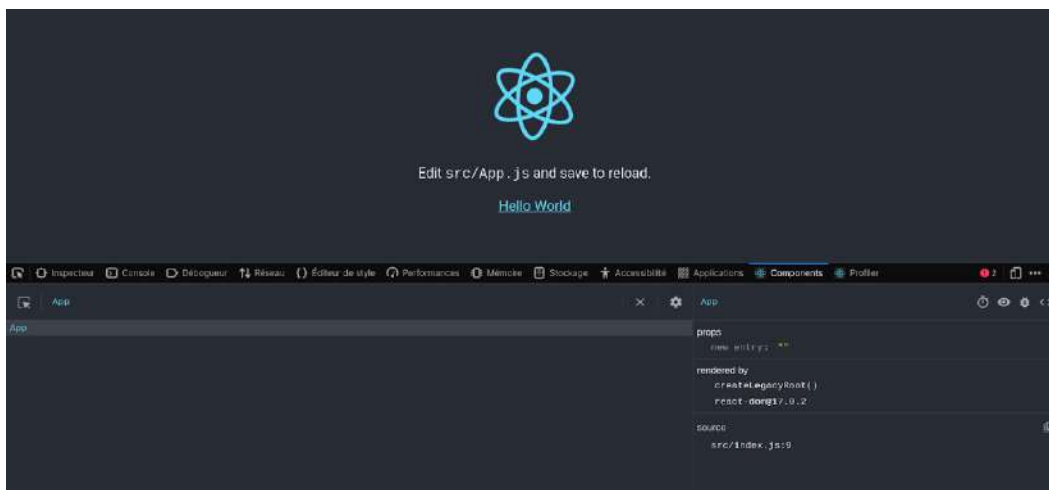 Edit src/App.js and save to reload.
Hello World
Inspecteur Console Débogueur Réseau Éditeur de style Performances Mémoire Stockage Accessibilité Applications Components Profiler 2
App
App
App
props
new entry: ""
rendered by
createLegacyRoot()
react-dom@17.0.2
source
src/index.js:9